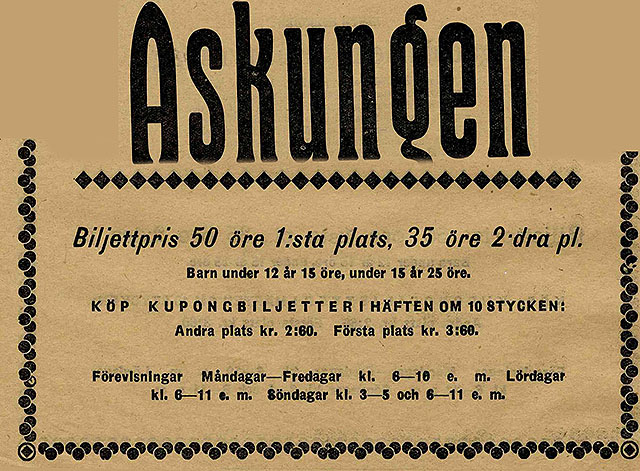 Askungen
Biljettpris 50 öre 1:sta plats, 35 öre 2·dra pl.
Barn under 12 år 15 öre, under 15 år 25 öre.
KÖP KUPONGBILJETTER I HÄFTEN OM 10 STYCKEN:
Andra plats kr. 2:60. Första plats kr. 3:60.
Förevisningar Måndagar—Fredagar kl. 6—10 e. m. Lördagar
kl. 6—11 e. m. Söndagar kl. 3—5 och 6—11 e. m.